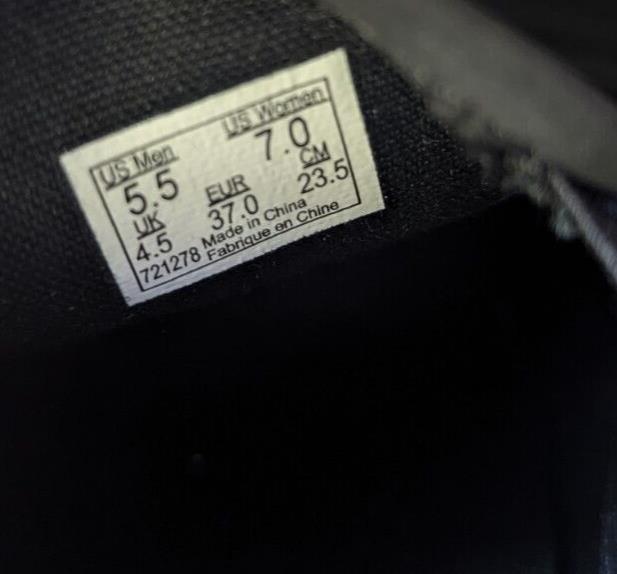 US Men US Women
5.5 7.0
UK EUR CM
4.5 37.0 23.5
721278 Made in China
Fabriqué en Chine